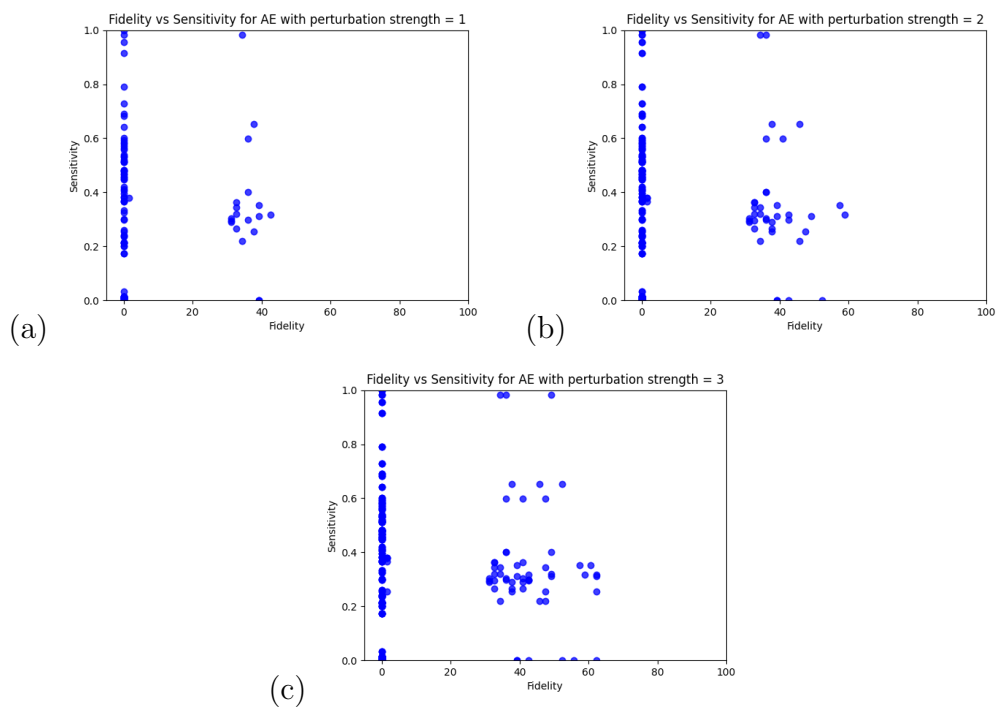 Fidelity vs Sensitivity for AE with perturbation strength = 1
1.0
0.8
0.6
0.4
0.2
0.0
Sensitivity
0 20 40 60 80 100
Fidelity
(a)
Fidelity vs Sensitivity for AE with perturbation strength = 2
1.0
0.8
0.6
0.4
0.2
0.0
Sensitivity
0 20 40 60 80 100
Fidelity
(b)
Fidelity vs Sensitivity for AE with perturbation strength = 3
1.0
0.8
0.6
0.4
0.2
0.0
Sensitivity
0 20 40 60 80 100
Fidelity
(c)